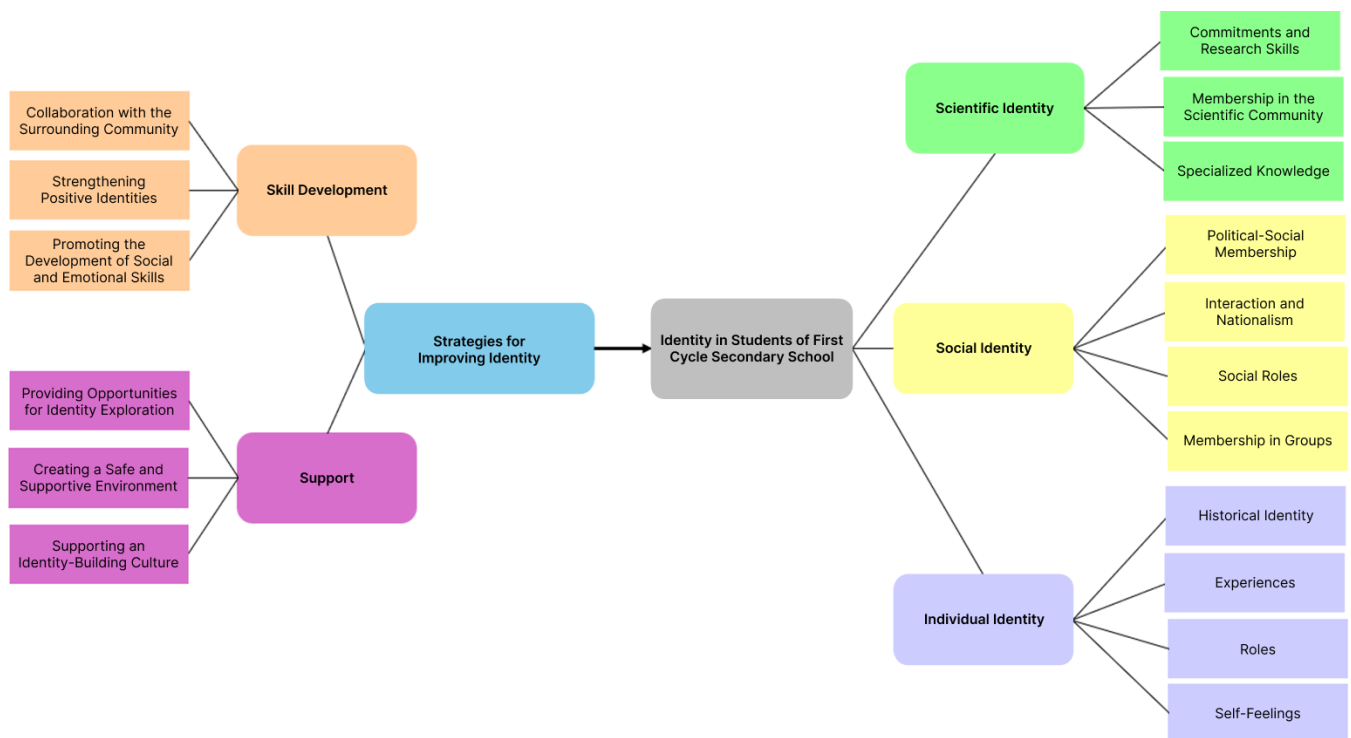 Collaboration with the
Surrounding Community
Strengthening
Positive Identities
Promoting the
Development of Social
and Emotional Skills
Skill Development
Providing Opportunities
for Identity Exploration
Creating a Safe and
Supportive Environment
Supporting an
Identity-Building Culture
Support
Strategies for
Improving Identity
Identity in Students of First
Cycle Secondary School
Scientific Identity
Commitments and
Research Skills
Membership in the
Scientific Community
Specialized Knowledge
Social Identity
Political-Social
Membership
Interaction and
Nationalism
Social Roles
Membership in Groups
Individual Identity
Historical Identity
Experiences
Roles
Self-Feelings